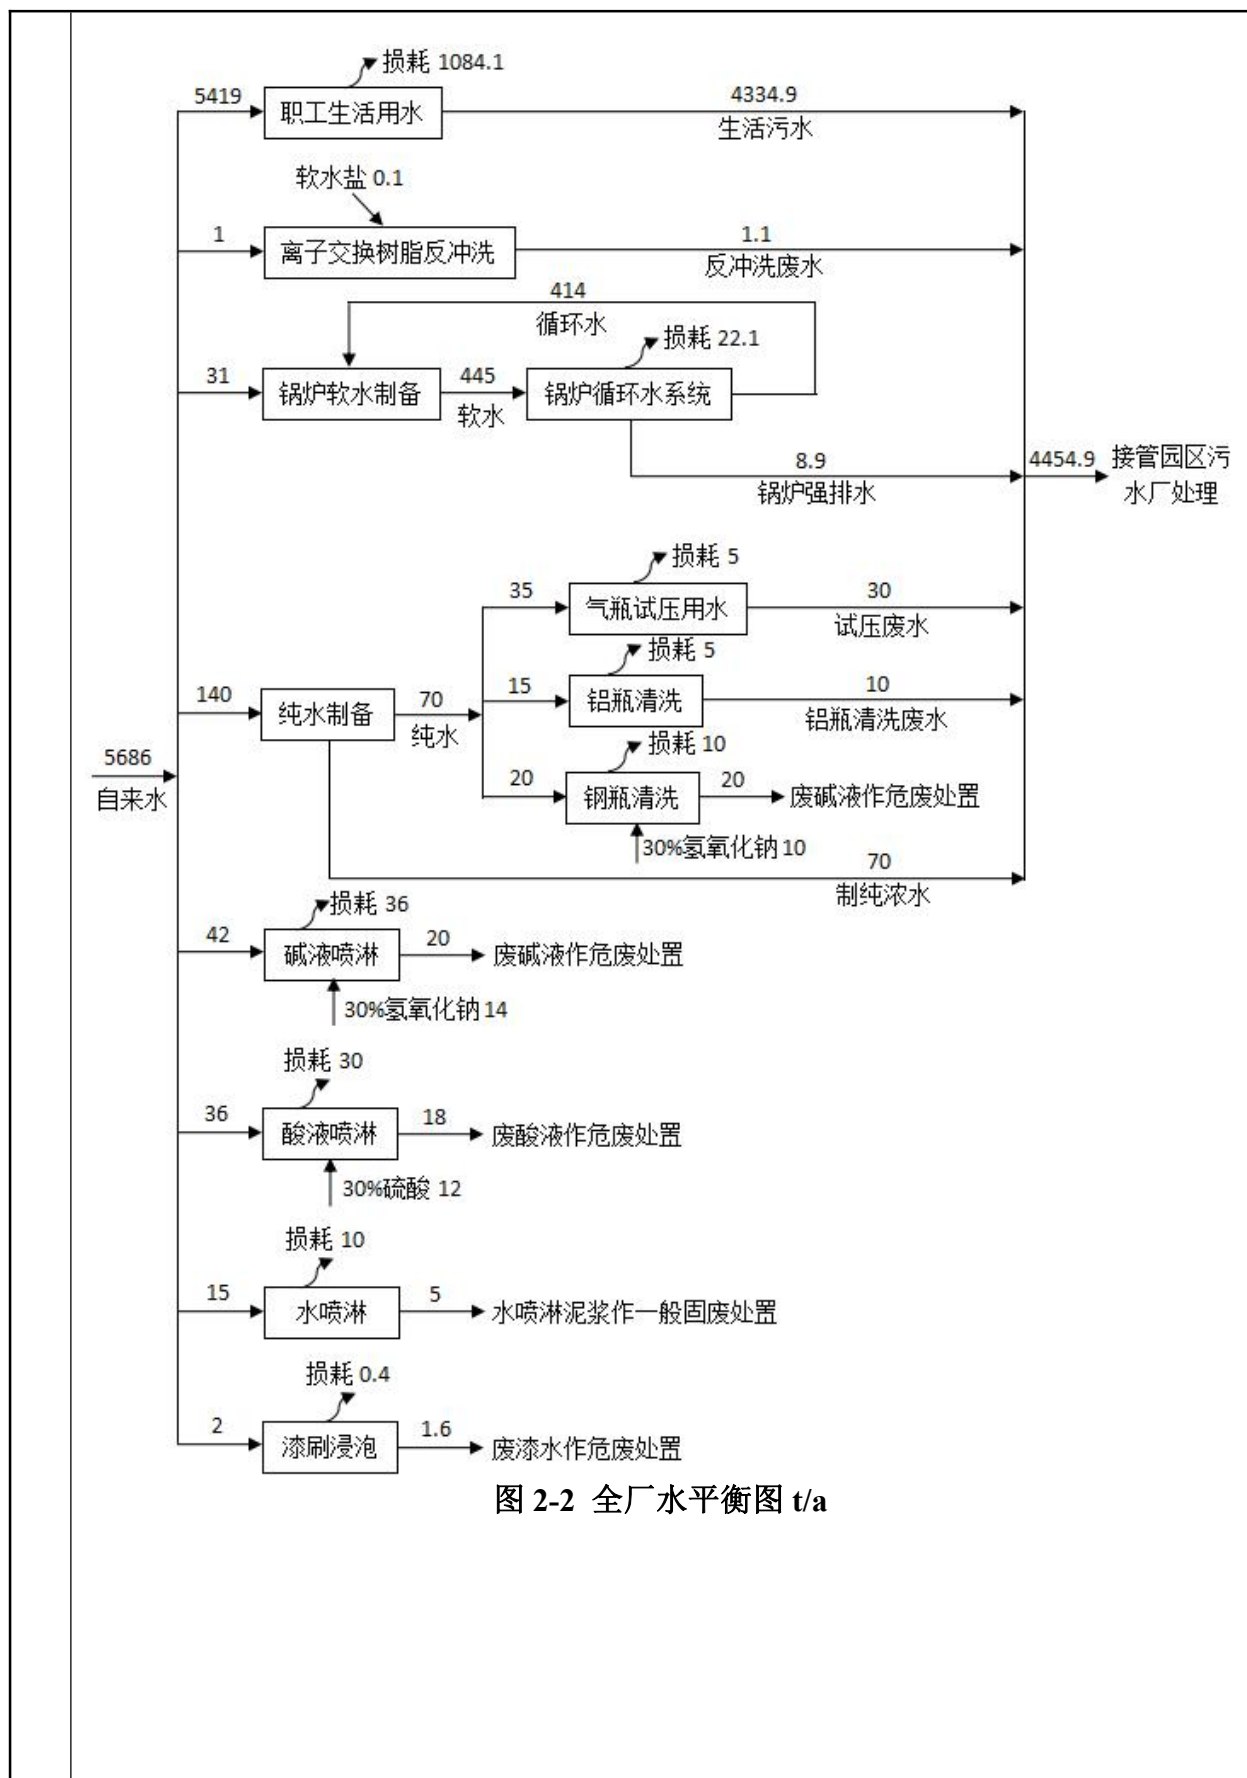 损耗 1084.1
5419
职工生活用水
4334.9
生活污水
软水盐 0.1
1
离子交换树脂反冲洗
1.1
反冲洗废水
414
循环水
损耗 22.1
31
锅炉软水制备
445
软水
锅炉循环水系统
8.9
锅炉强排水
4454.9
接管园区污
水厂处理
损耗 5
35
气瓶试压用水
30
试压废水
损耗 5
140
纯水制备
70
纯水
15
铝瓶清洗
10
铝瓶清洗废水
损耗 10
5686
自来水
20
钢瓶清洗
20
废碱液作危废处置
30%氢氧化钠 10
70
制纯浓水
损耗 36
42
碱液喷淋
20
废碱液作危废处置
30%氢氧化钠 14
损耗 30
36
酸液喷淋
18
废酸液作危废处置
30%硫酸 12
损耗 10
15
水喷淋
5
水喷淋泥浆作一般固废处置
损耗 0.4
2
漆刷浸泡
1.6
废漆水作危废处置
图 2-2 全厂水平衡图 t/a